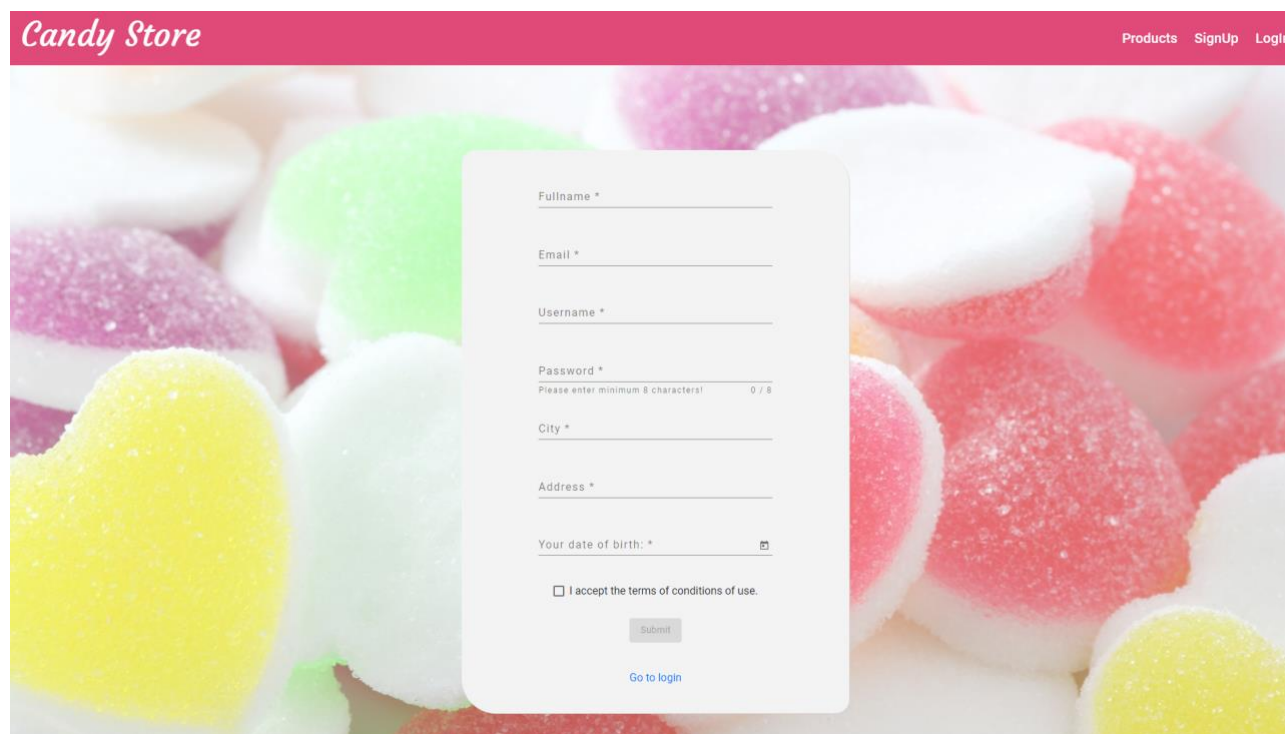 Candy Store
Products SignUp LogIn
Fullname *
Email *
Username *
Password *
Please enter minimum 8 characters! 0 / 8
City *
Address *
Your date of birth: *
I accept the terms of conditions of use.
Submit
Go to login